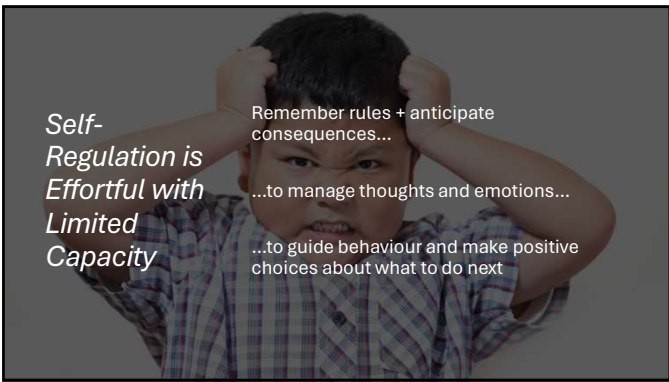 Self-
Regulation is
Effortful with
Limited
Capacity
Remember rules + anticipate
consequences...
...to manage thoughts and emotions...
...to guide behaviour and make positive
choices about what to do next